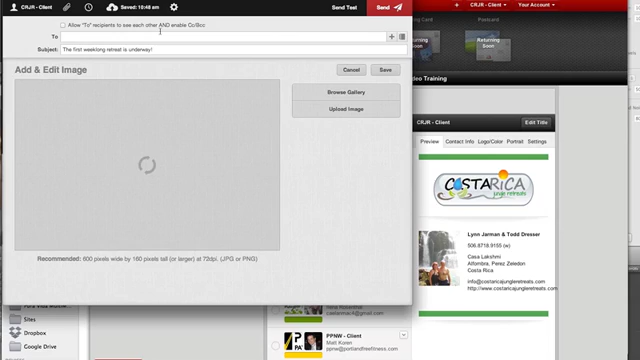 CRJR - Client
Saved: 10:48 am
Send Test
Send
CRJR - Client
Your Account
Allow "To" recipients to see each other AND enable Cc/Bcc
To
Subject: The first weeklong retreat is underway!
Card
Postcard
Returning Soon
Returning Soon
Add & Edit Image
Cancel
Save
Browse Gallery
Upload Image
deo Training
CRJR - Client
Edit Title
Preview
Contact Info
Logo/Color
Portrait
Settings
COSTA RICA
jungle retreats
Lynn Jarman & Todd Dresser
506.8718.9155 (w)
Casa Lakshmi
Alfombra, Perez Zeledon
Costa Rica
info@costaricajungleretreats.com
http://www.costaricajungleretreats.com
Recommended: 600 pixels wide by 160 pixels tall (or larger) at 72dpi. (JPG or PNG)
Sites
Dropbox
Google Drive
PPNW - Client
Matt Koren
ppnw@portlandfreefitness.com